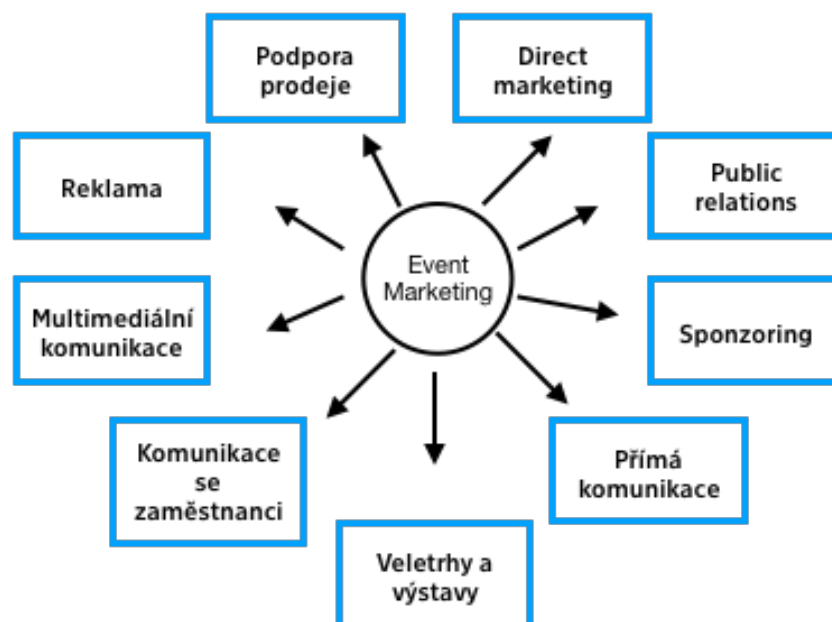 Podpora
prodeje
Direct
marketing
Reklama
Public
relations
Event
Marketing
Multimediální
komunikace
Sponzoring
Komunikace
se
zaměstnanci
Přímá
komunikace
Veletrhy a
výstavy